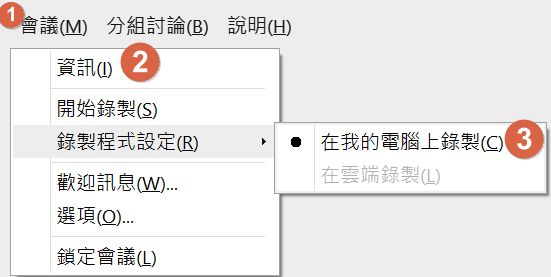 1 會議(M) 分組討論(B) 說明(H)
資訊(I) 2
開始錄製(S)
錄製程式設定(R)
在我的電腦上錄製(C) 3
在雲端錄製(L)
歡迎訊息(W)...
選項(O)...
鎖定會議(L)